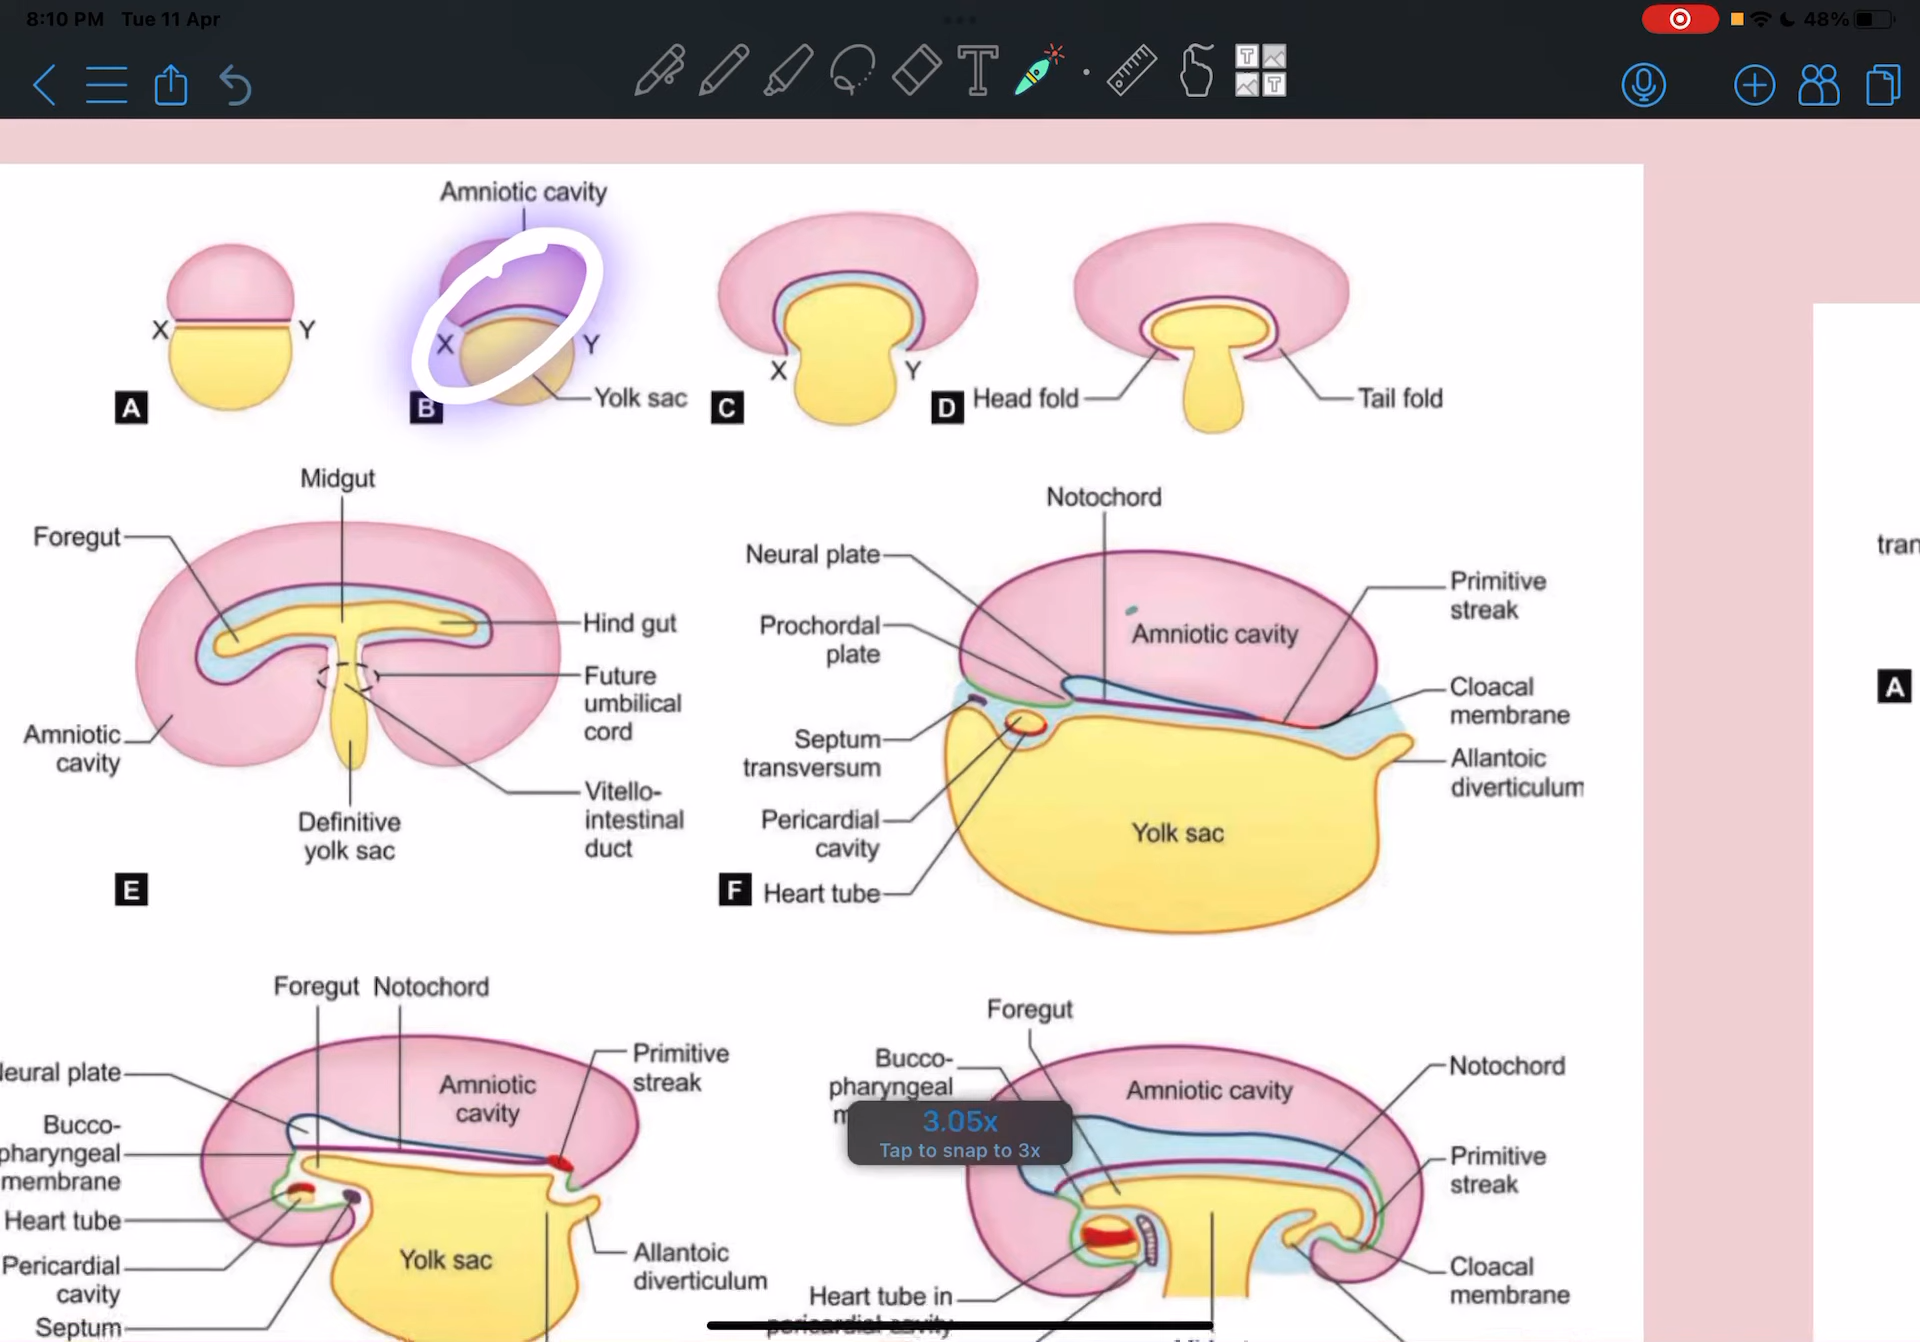 8:10 PM Tue 11 Apr
48%
T
T
T
Amniotic cavity
X
Y
X
Y
X
Y
Yolk sac
Head fold
Tail fold
A
B
C
D
Midgut
Foregut
Hind gut
Future
umbilical
cord
Amniotic
cavity
Vitello-
intestinal
duct
Definitive
yolk sac
E
Notochord
Neural plate
Primitive
streak
Prochordal
plate
Amniotic cavity
Cloacal
membrane
Septum
transversum
Allantoic
diverticulum
Pericardial
cavity
Yolk sac
F
Heart tube
tran
A
Foregut Notochord
eural plate
Primitive
streak
Amniotic
cavity
Bucco-
pharyngeal
membrane
Heart tube
Pericardial
cavity
Yolk sac
Allantoic
diverticulum
Septum
Foregut
Bucco-
pharyngeal
m
Amniotic cavity
Notochord
3.05x
Tap to snap to 3x
Primitive
streak
Cloacal
membrane
Heart tube in
pericardial cavity